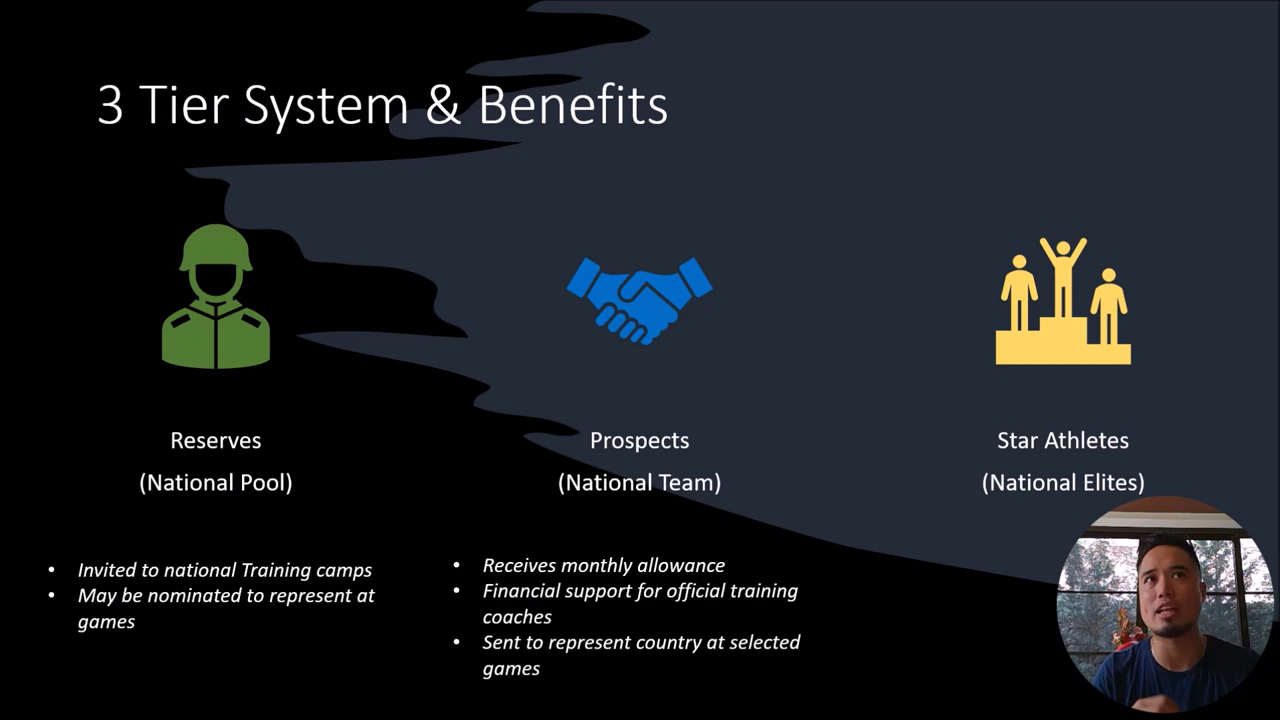 3 Tier System & Benefits
Reserves
(National Pool)
• Invited to national Training camps
• May be nominated to represent at
games
Prospects
(National Team)
• Receives monthly allowance
• Financial support for official training
coaches
• Sent to represent country at selected
games
Star Athletes
(National Elites)